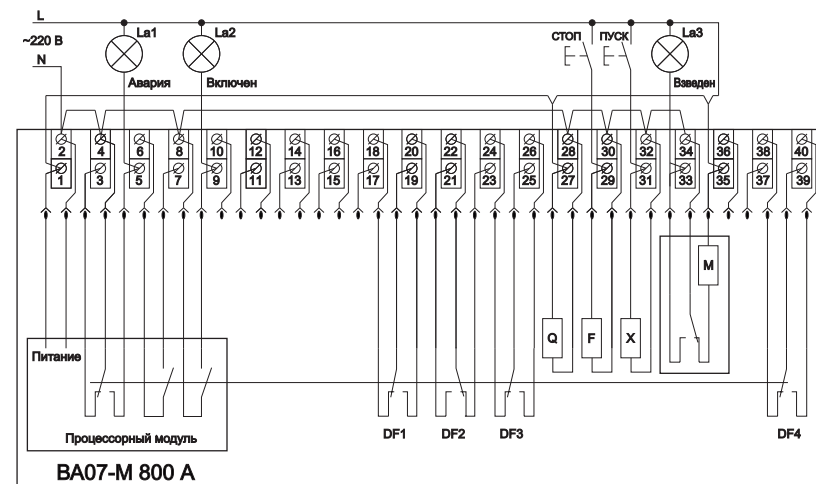 L
La1
La2
~220 В
N
СТОП
ПУСК
La3
Авария
Включен
Взведен
2 4 6 8 10 12 14 16 18 20 22 24 26 28 30 32 34 36 38 40
1 3 5 7 9 11 13 15 17 19 21 23 25 27 29 31 33 35 37 39
M
Q
F
X
Питание
Процессорный модуль
DF1
DF2
DF3
DF4
ВА07-М 800 А